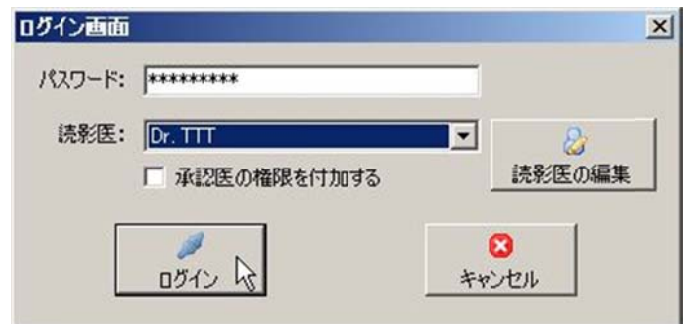 ログイン画面
パスワード: *********
読影医: Dr. TTT
読影医の編集
承認医の権限を付加する
ログイン
キャンセル